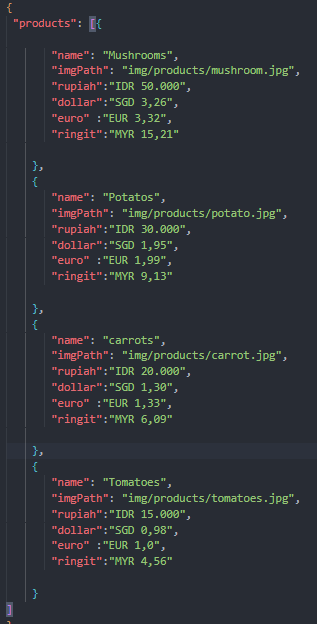 {
"products": [{
"name": "Mushrooms",
"imgPath": "img/products/mushroom.jpg",
"rupiah":"IDR 50.000",
"dollar":"SGD 3,26",
"euro" :"EUR 3,32",
"ringit":"MYR 15,21"
},
{
"name": "Potatos",
"imgPath": "img/products/potato.jpg",
"rupiah":"IDR 30.000",
"dollar":"SGD 1,95",
"euro" :"EUR 1,99",
"ringit":"MYR 9,13"
},
{
"name": "carrots",
"imgPath": "img/products/carrot.jpg",
"rupiah":"IDR 20.000",
"dollar":"SGD 1,30",
"euro" :"EUR 1,33",
"ringit":"MYR 6,09"
},
{
"name": "Tomatoes",
"imgPath": "img/products/tomatoes.jpg",
"rupiah":"IDR 15.000",
"dollar":"SGD 0,98",
"euro" :"EUR 1,0",
"ringit":"MYR 4,56"
}
]
}